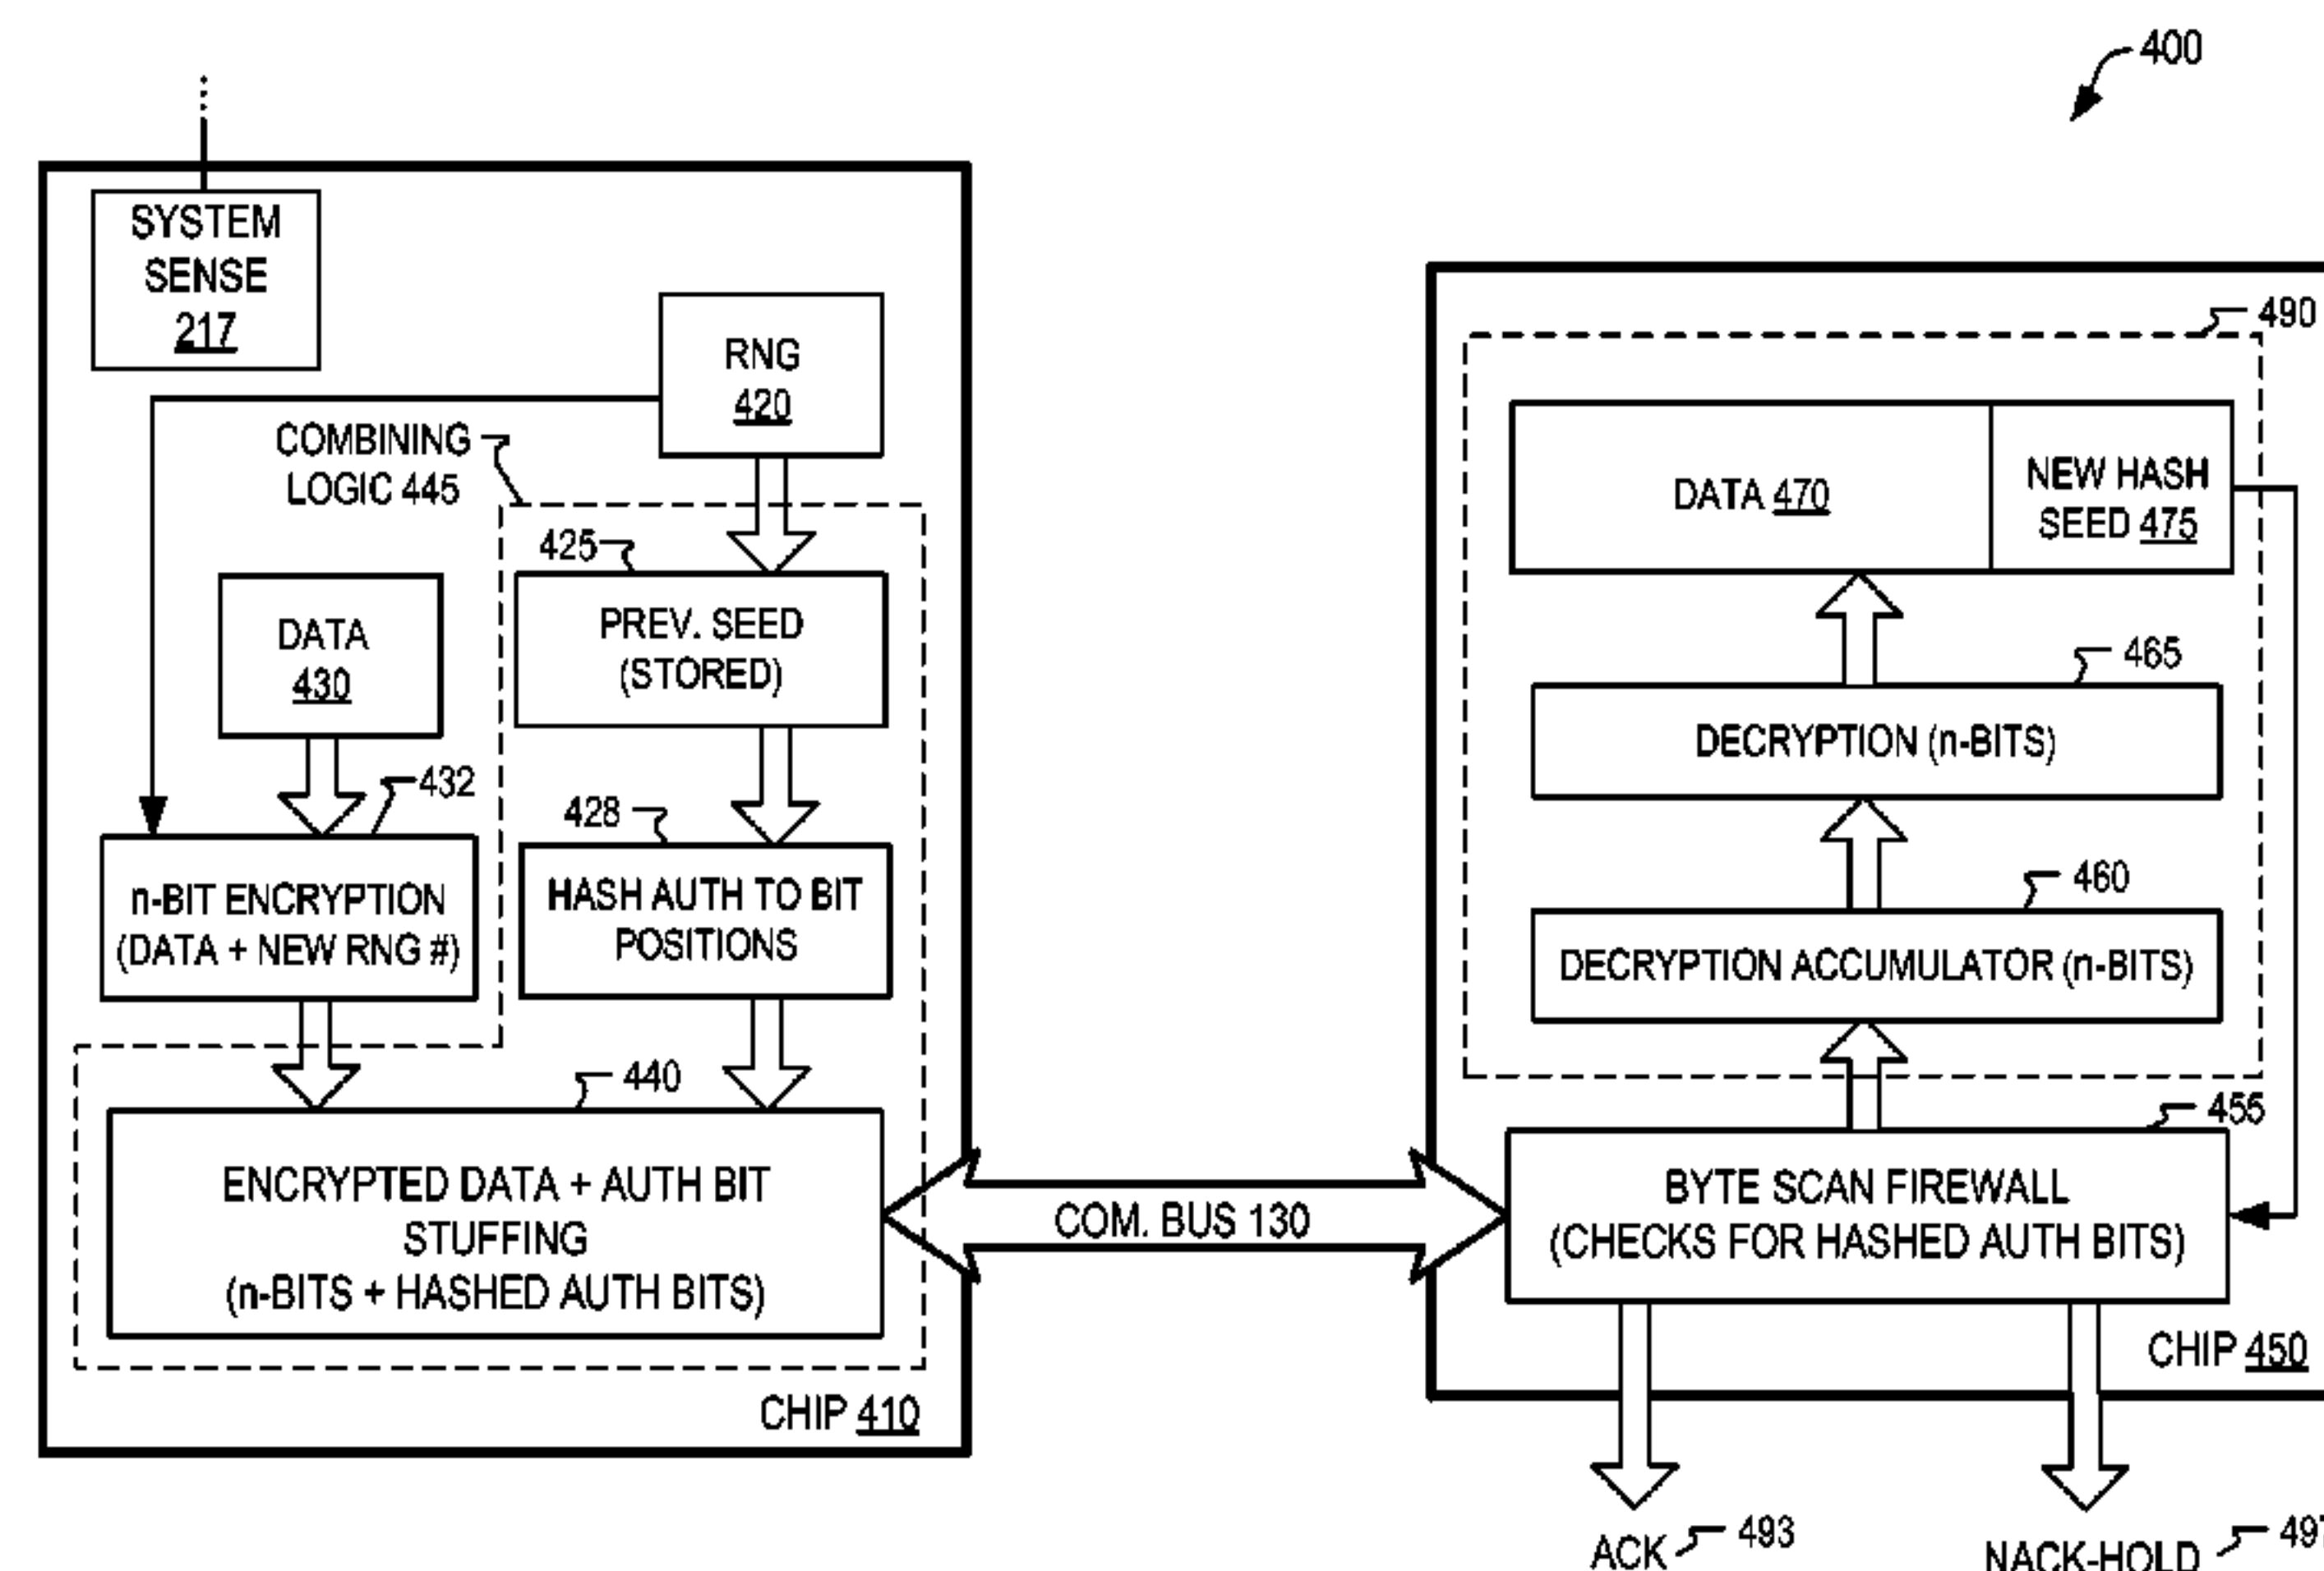 400
SYSTEM
SENSE
217
RNG
420
COMBINING
LOGIC 445
425
PREV. SEED
(STORED)
DATA
430
432
428
n-BIT ENCRYPTION
(DATA + NEW RNG #)
HASH AUTH TO BIT
POSITIONS
440
ENCRYPTED DATA + AUTH BIT
STUFFING
(n-BITS + HASHED AUTH BITS)
CHIP 410
COM. BUS 130
490
DATA 470
NEW HASH
SEED 475
465
DECRYPTION (n-BITS)
460
DECRYPTION ACCUMULATOR (n-BITS)
455
BYTE SCAN FIREWALL
(CHECKS FOR HASHED AUTH BITS)
CHIP 450
ACK 493
NACK-HOLD 497